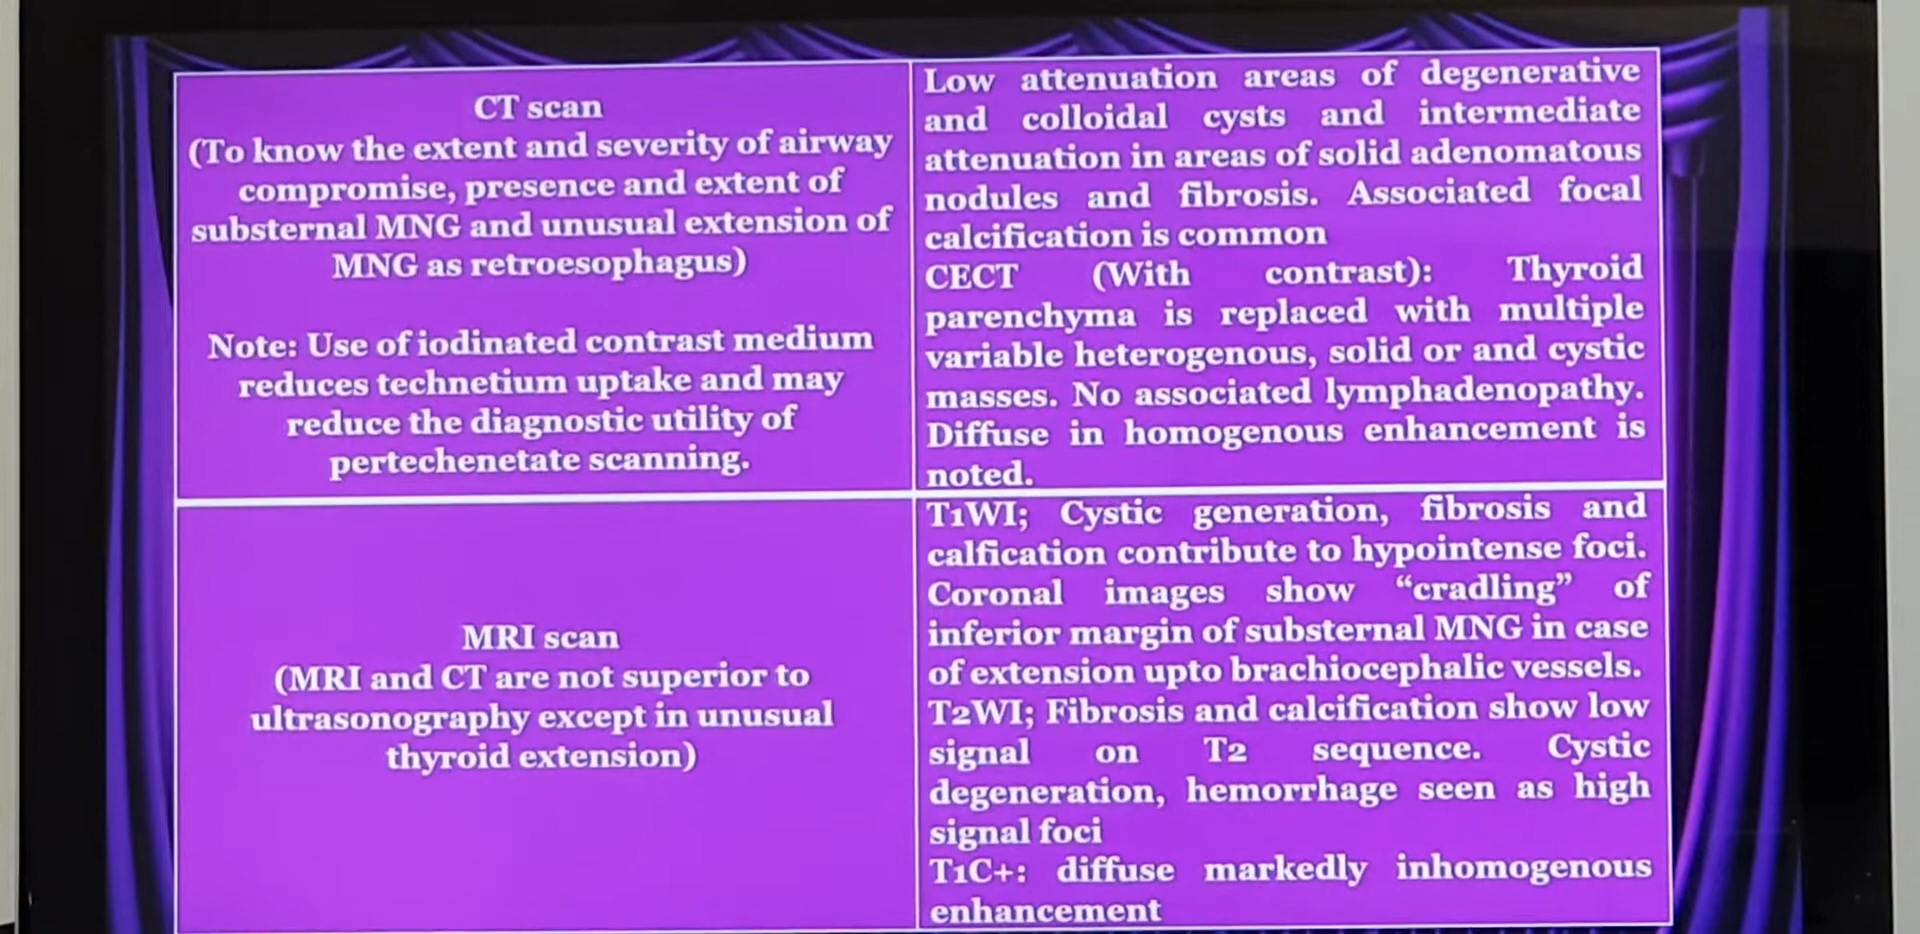 CT scan
(To know the extent and severity of airway
compromise, presence and extent of
substernal MNG and unusual extension of
MNG as retroesophagus)
Note: Use of iodinated contrast medium
reduces technetium uptake and may
reduce the diagnostic utility of
pertechenetate scanning.
Low attenuation areas of degenerative
and colloidal cysts and intermediate
attenuation in areas of solid adenomatous
nodules and fibrosis. Associated focal
calcification is common
CECT (With contrast): Thyroid
parenchyma is replaced with multiple
variable heterogenous, solid or and cystic
masses. No associated lymphadenopathy.
Diffuse in homogenous enhancement is
noted.
MRI scan
(MRI and CT are not superior to
ultrasonography except in unusual
thyroid extension)
T1WI; Cystic generation, fibrosis and
calfication contribute to hypointense foci.
Coronal images show “cradling” of
inferior margin of substernal MNG in case
of extension upto brachiocephalic vessels.
T2WI; Fibrosis and calcification show low
signal on T2 sequence. Cystic
degeneration, hemorrhage seen as high
signal foci
T1C+: diffuse markedly inhomogenous
enhancement